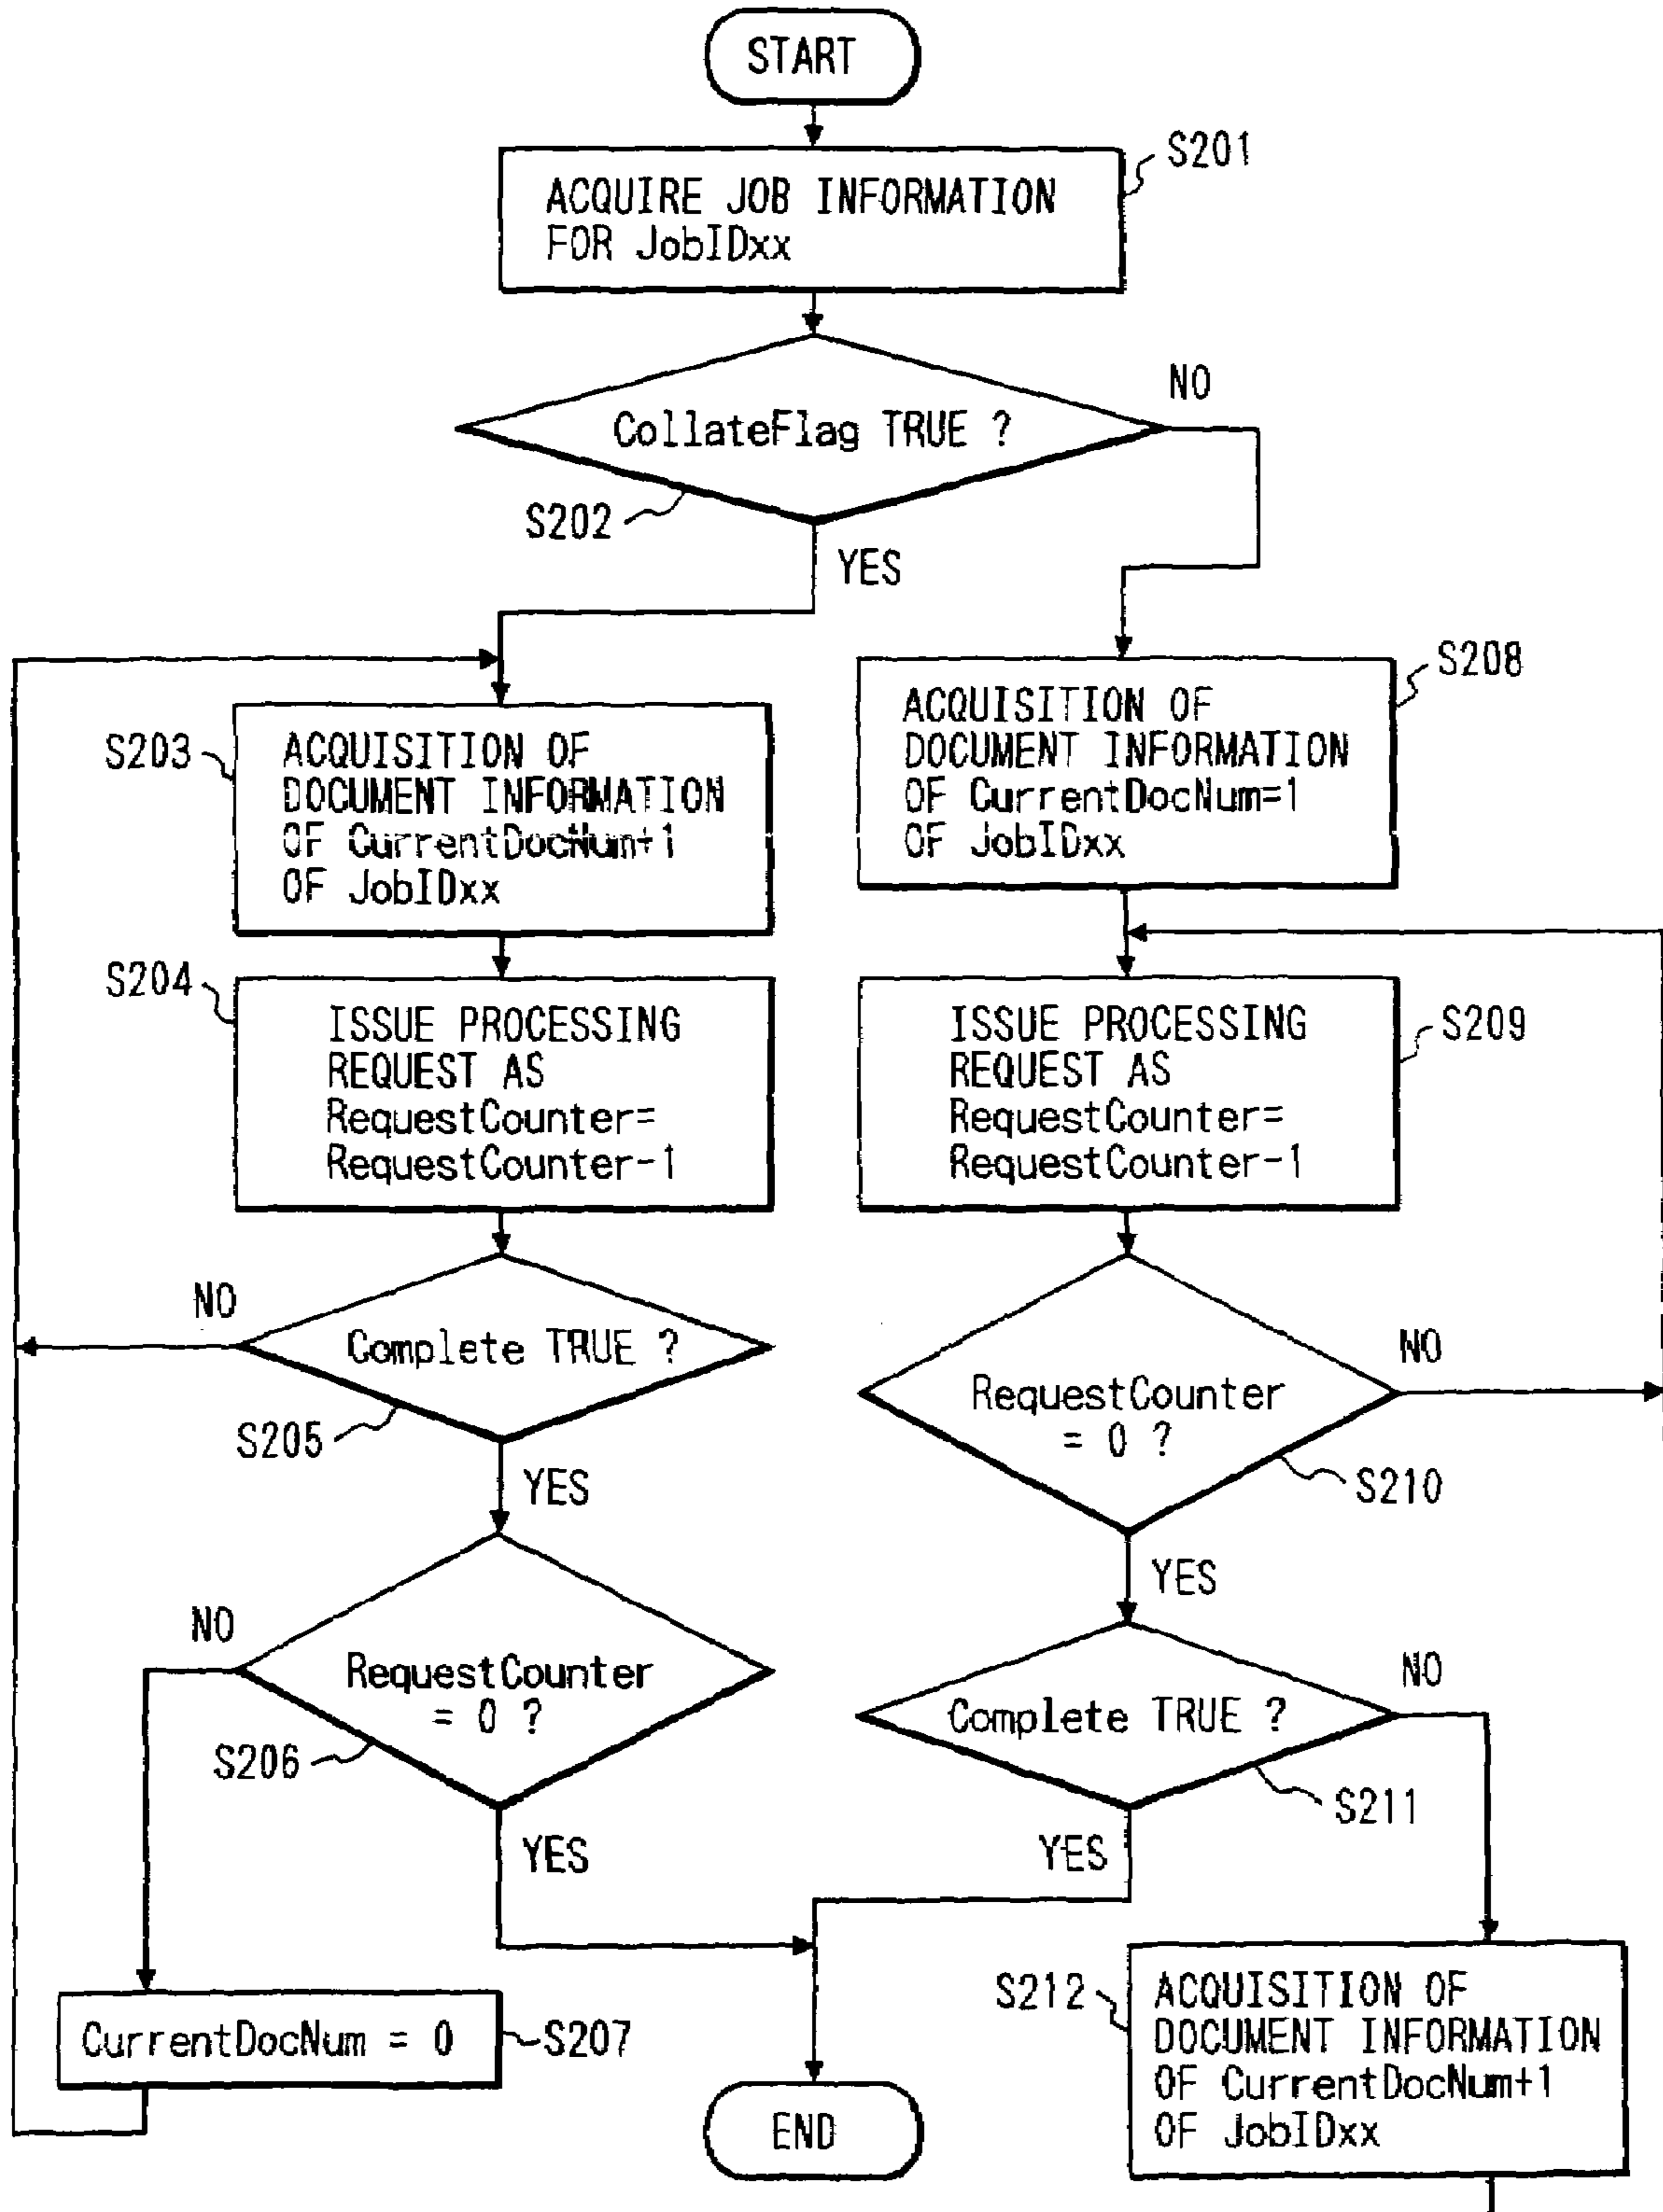 START
S201
ACQUIRE JOB INFORMATION
FOR JobIDxx
NO
CollateFlag TRUE ?
S202
YES
S203
ACQUISITION OF
DOCUMENT INFORMATION
OF CurrentDocNum+1
OF JobIDxx
S204
ISSUE PROCESSING
REQUEST AS
RequestCounter=
RequestCounter-1
NO
Complete TRUE ?
S205
YES
NO
RequestCounter
= 0 ?
S206
YES
CurrentDocNum = 0
S207
S208
ACQUISITION OF
DOCUMENT INFORMATION
OF CurrentDocNum=1
OF JobIDxx
S209
ISSUE PROCESSING
REQUEST AS
RequestCounter=
RequestCounter-1
NO
RequestCounter
= 0 ?
S210
YES
NO
Complete TRUE ?
S211
YES
S212
ACQUISITION OF
DOCUMENT INFORMATION
OF CurrentDocNum+1
OF JobIDxx
END